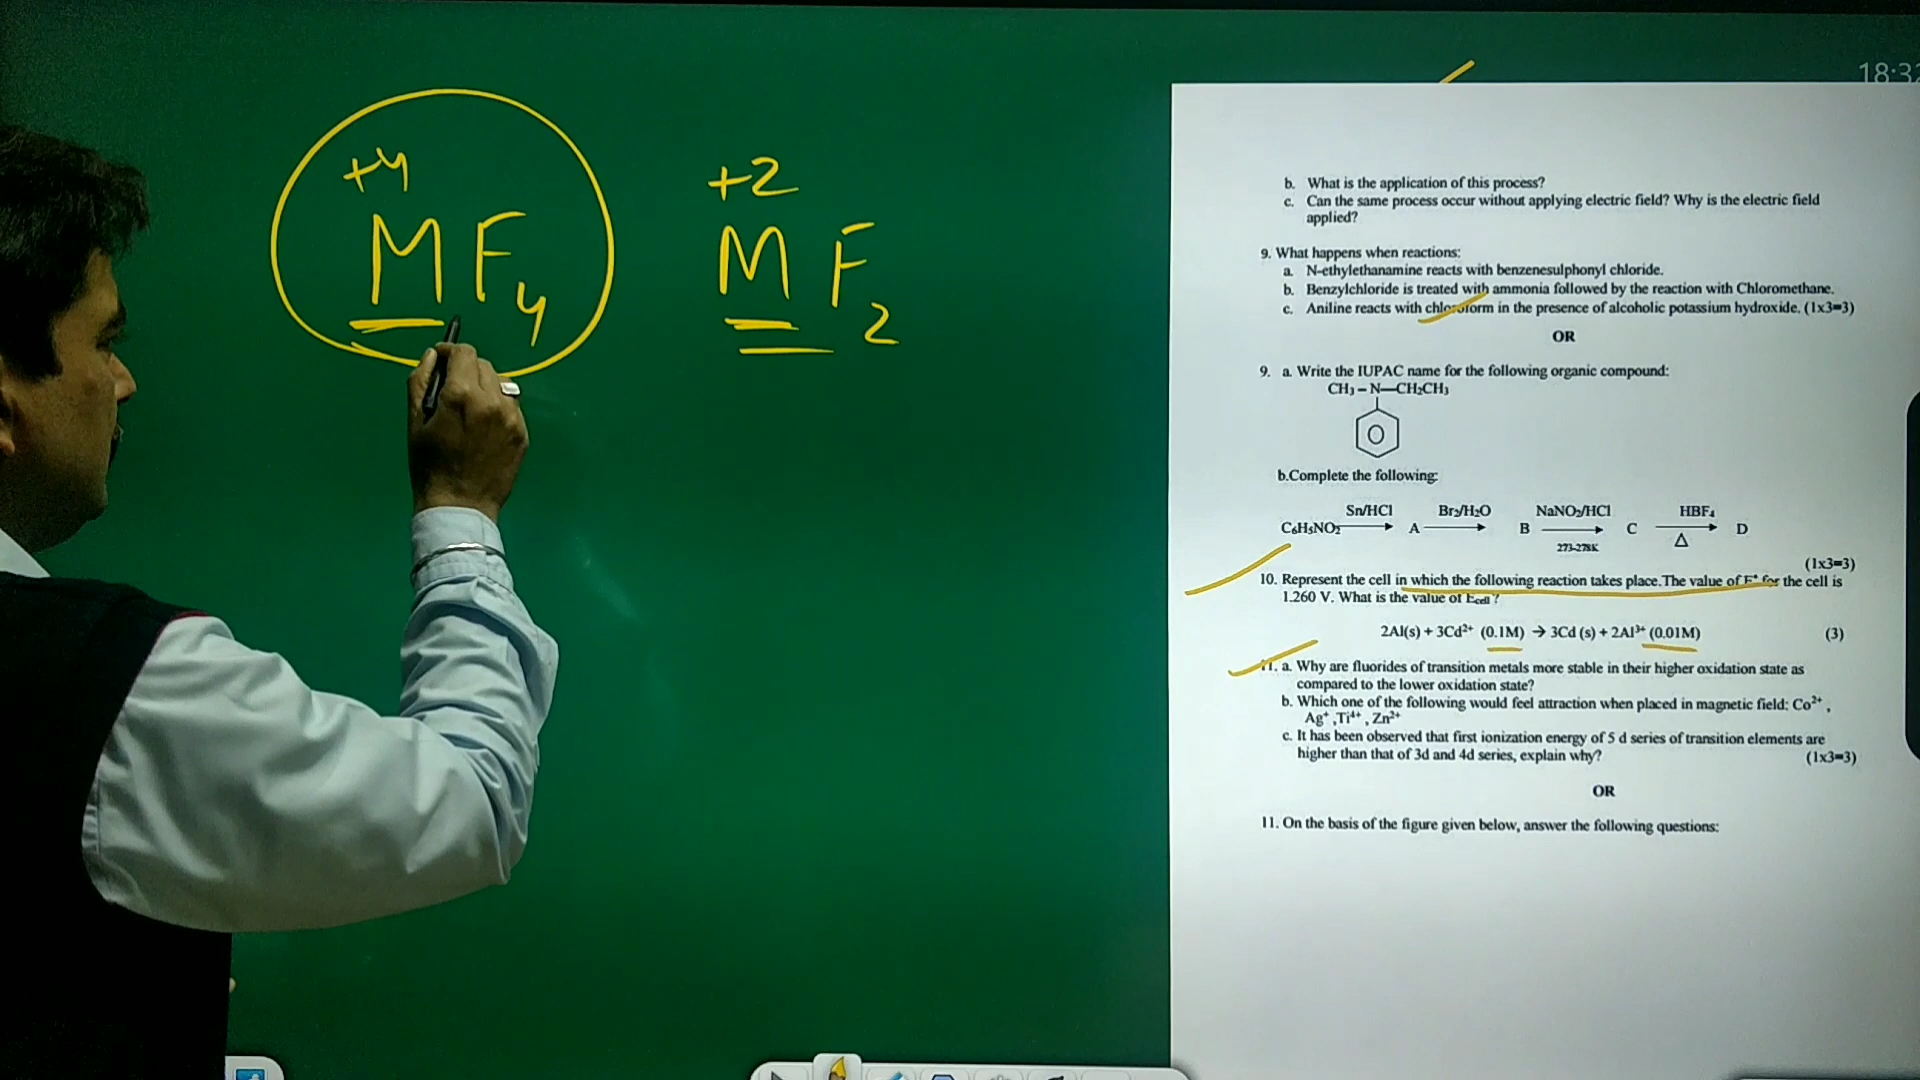 +4
MF4
+2
MF2
18:3
b. What is the application of this process?
c. Can the same process occur without applying electric field? Why is the electric field
applied?
9. What happens when reactions:
a. N-ethylethanamine reacts with benzenesulphonyl chloride.
b. Benzylchloride is treated with ammonia followed by the reaction with Chloromethane.
c. Aniline reacts with chloroform in the presence of alcoholic potassium hydroxide. (1x3=3)
OR
9. a. Write the IUPAC name for the following organic compound:
CH₃ – N—CH₂CH₃
b.Complete the following:
Sn/HCl Br₂/H₂O NaNO₂/HCl HBF₄
C₆H₅NO₂ → A → B → C → D
273-278K Δ
(1x3=3)
10. Represent the cell in which the following reaction takes place.The value of E° for the cell is
1.260 V. What is the value of Ecell ?
2Al(s) + 3Cd²⁺ (0.1M) → 3Cd (s) + 2Al³⁺ (0.01M) (3)
11. a. Why are fluorides of transition metals more stable in their higher oxidation state as
compared to the lower oxidation state?
b. Which one of the following would feel attraction when placed in magnetic field: Co²⁺ ,
Ag⁺ ,Ti⁴⁺ , Zn²⁺
c. It has been observed that first ionization energy of 5 d series of transition elements are
higher than that of 3d and 4d series, explain why? (1x3=3)
OR
11. On the basis of the figure given below, answer the following questions: